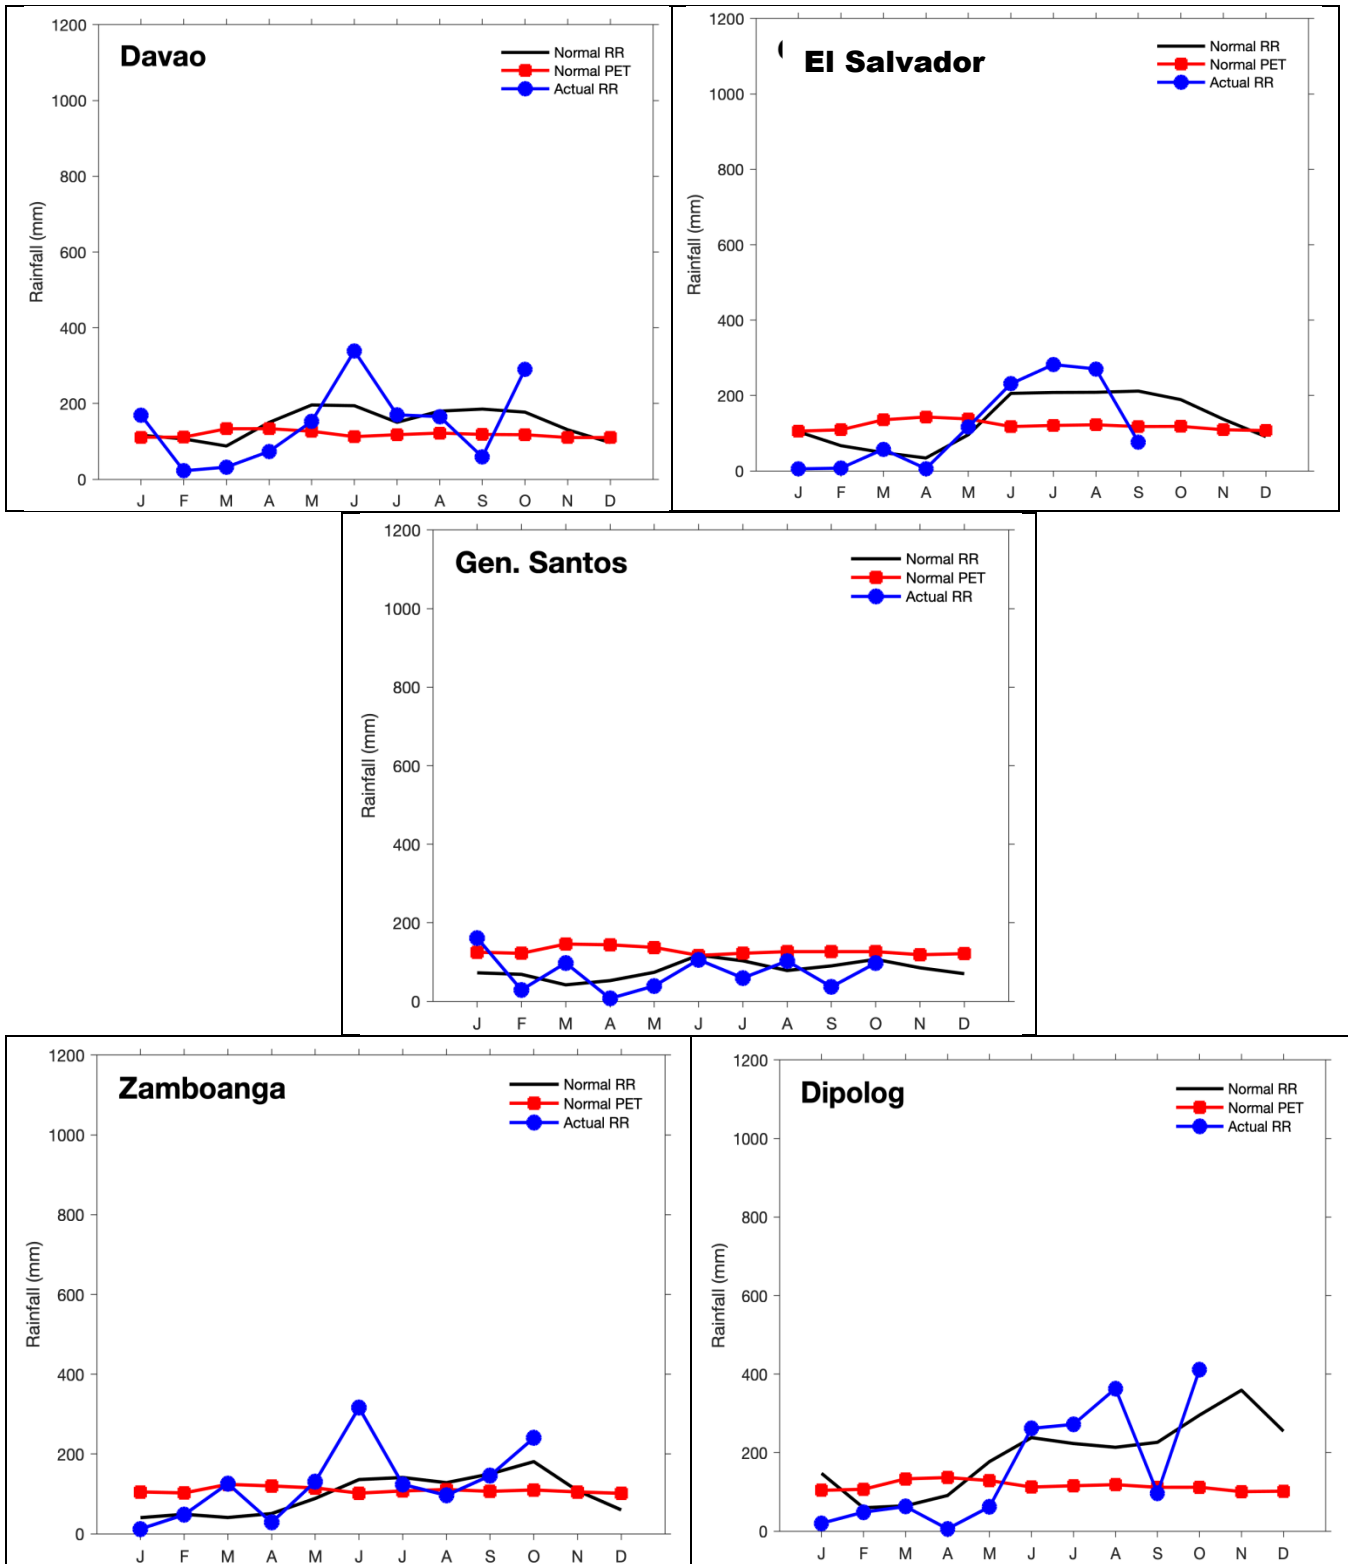 Davao
Normal RR
Normal PET
Actual RR
Rainfall (mm)
1200
1000
800
600
400
200
0
J F M A M J J A S O N D
El Salvador
Normal RR
Normal PET
Actual RR
Rainfall (mm)
1200
1000
800
600
400
200
0
J F M A M J J A S O N D
Gen. Santos
Normal RR
Normal PET
Actual RR
Rainfall (mm)
1200
1000
800
600
400
200
0
J F M A M J J A S O N D
Zamboanga
Normal RR
Normal PET
Actual RR
Rainfall (mm)
1200
1000
800
600
400
200
0
J F M A M J J A S O N D
Dipolog
Normal RR
Normal PET
Actual RR
Rainfall (mm)
1200
1000
800
600
400
200
0
J F M A M J J A S O N D